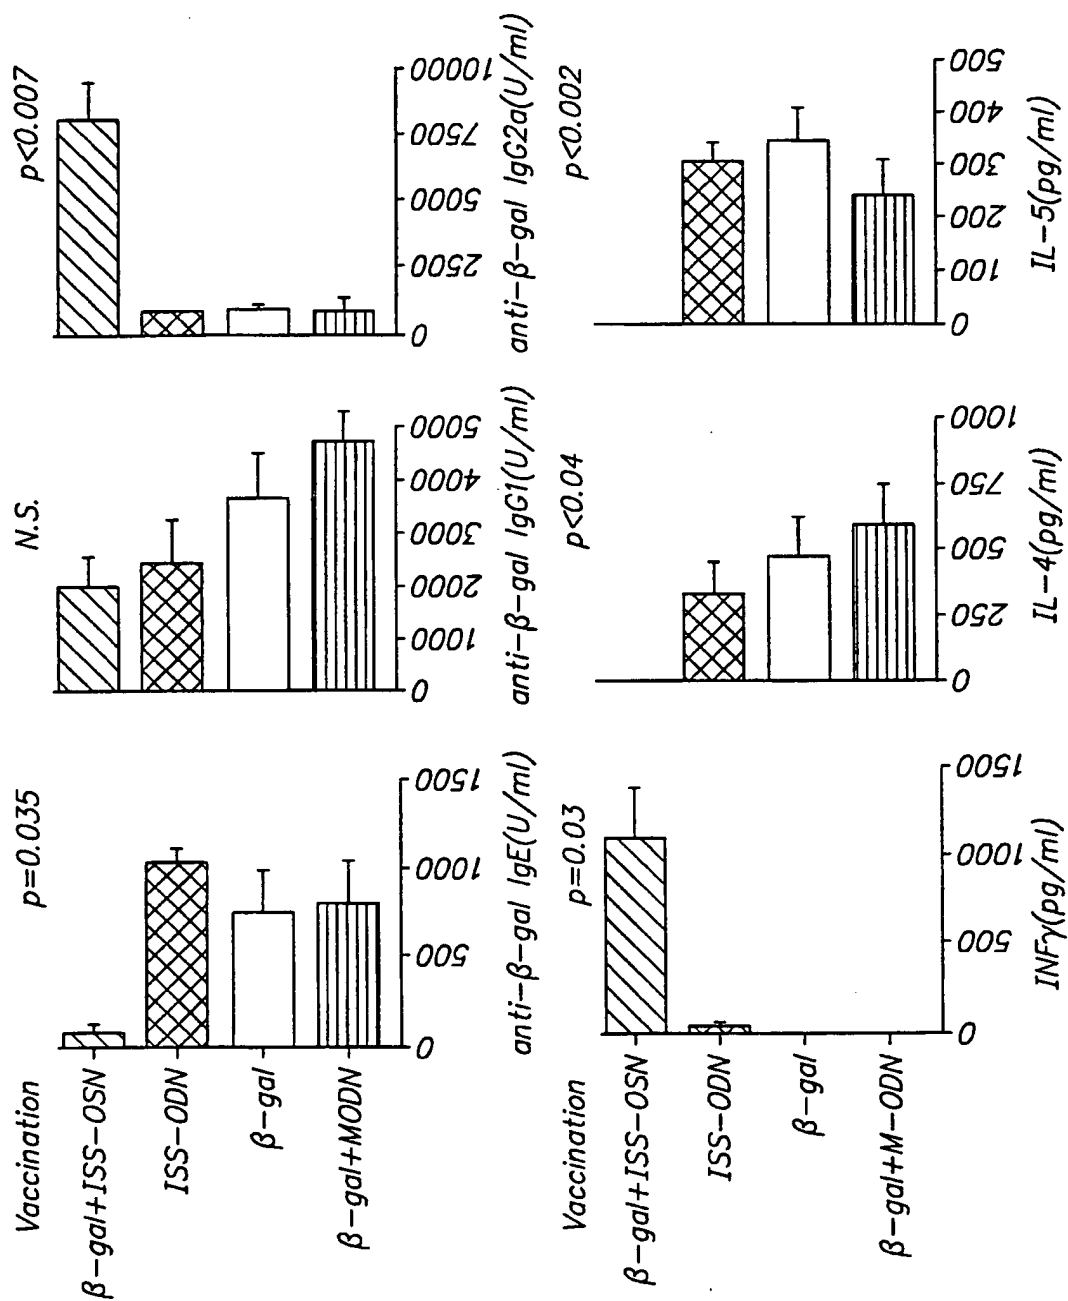 Vaccination
p=0.035
N.S.
p<0.007
β-gal+ISS-OSN
ISS-ODN
β-gal
β-gal+MODN
0
500
1000
1500
0
1000
2000
3000
4000
5000
0
2500
5000
7500
10000
anti-β-gal IgE(U/ml)
anti-β-gal IgG1(U/ml)
anti-β-gal IgG2a(U/ml)
Vaccination
p=0.03
p<0.04
p<0.002
β-gal+ISS-OSN
ISS-ODN
β-gal
β-gal+M-ODN
0
500
1000
1500
0
250
500
750
1000
0
100
200
300
400
500
INFγ(pg/ml)
IL-4(pg/ml)
IL-5(pg/ml)